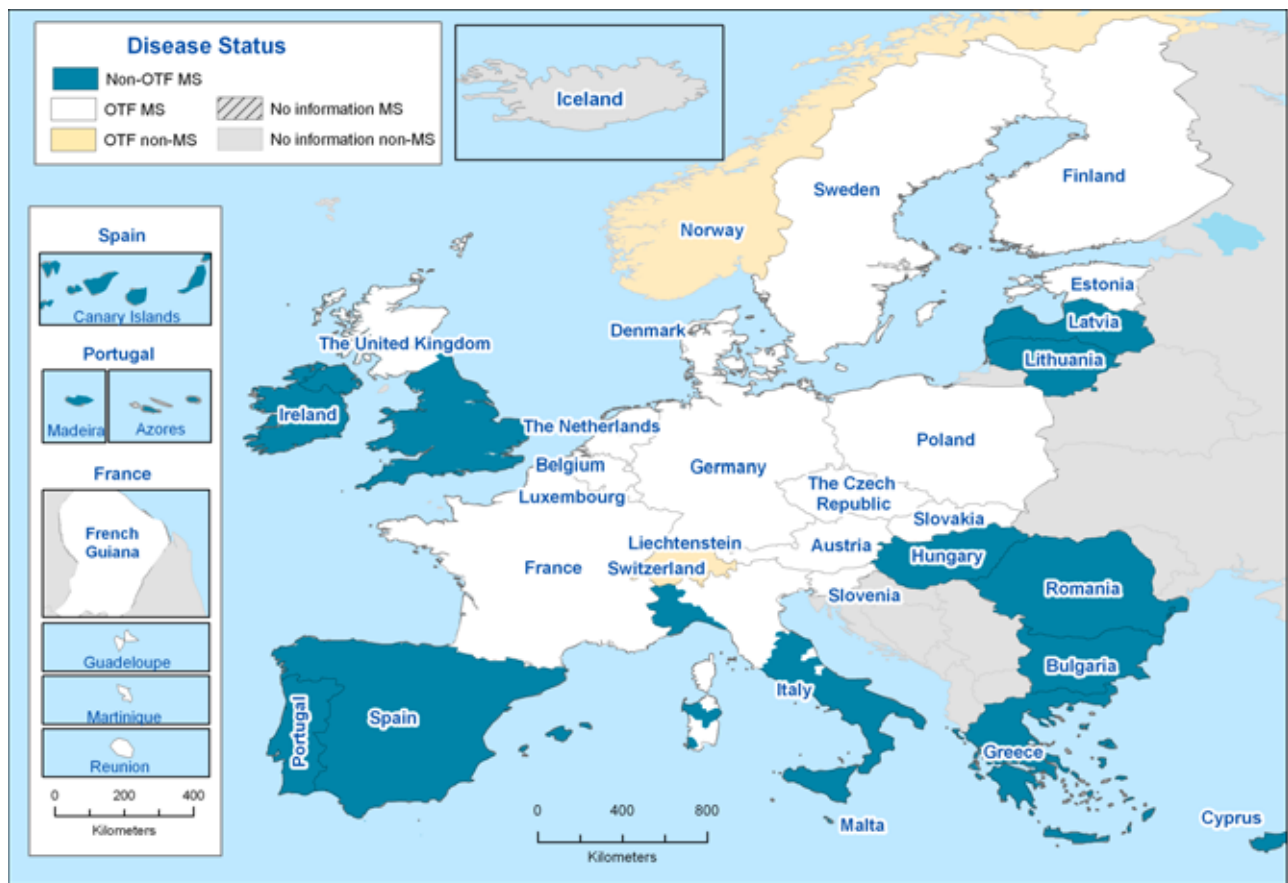 Disease Status
Non-OTF MS
OTF MS
No information MS
OTF non-MS
No information non-MS
Iceland
Finland
Sweden
Norway
Spain
Canary Islands
Estonia
Latvia
Denmark
The United Kingdom
Lithuania
Portugal
Madeira
Azores
Ireland
The Netherlands
Poland
Belgium
Germany
The Czech
Republic
France
Luxembourg
Slovakia
French
Guiana
Liechtenstein
Austria
Hungary
France
Switzerland
Slovenia
Romania
Guadeloupe
Bulgaria
Martinique
Italy
Portugal
Spain
Greece
Reunion
0 200 400
Kilometers
0 400 800
Kilometers
Malta
Cyprus